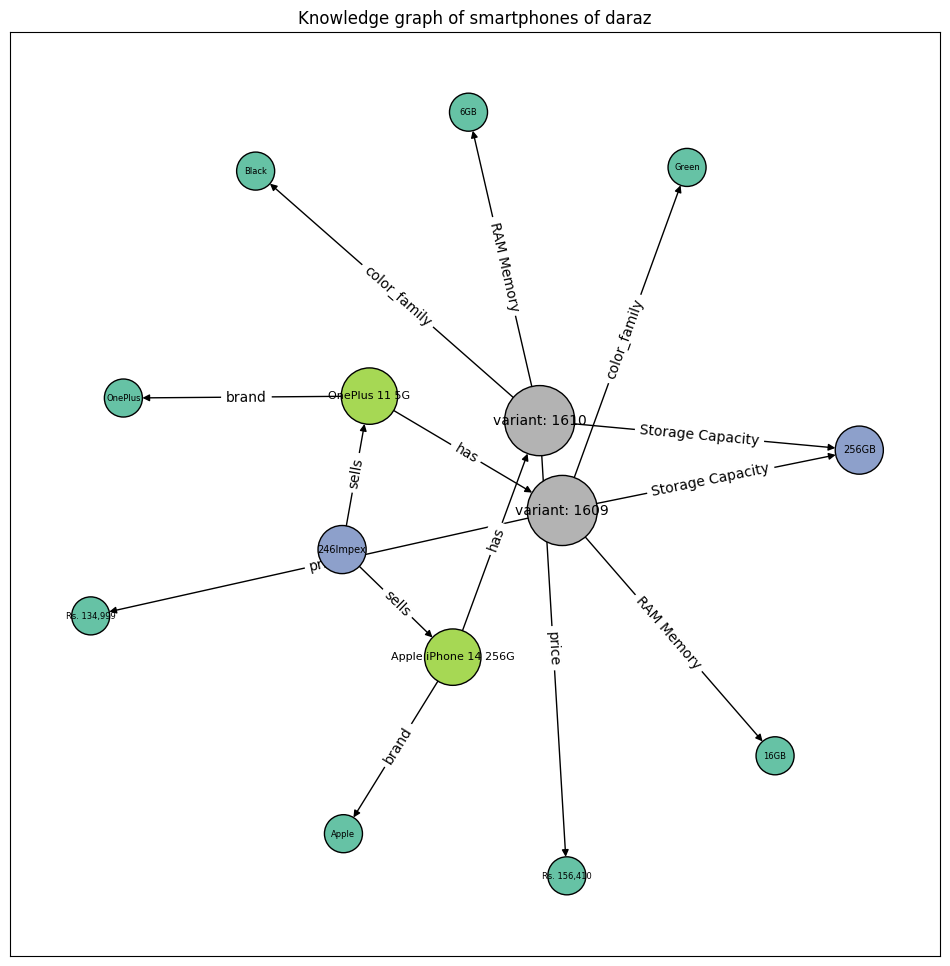 Knowledge graph of smartphones of daraz
6GB
Green
Black
RAM Memory
color_family
color_family
OnePlus
brand
OnePlus 11 5G
variant: 1610
Storage Capacity
256GB
has
sells
Storage Capacity
variant: 1609
has
246Impex
Rs. 134,999
sells
RAM Memory
price
Apple iPhone 14 256G
brand
16GB
Apple
Rs. 156,410